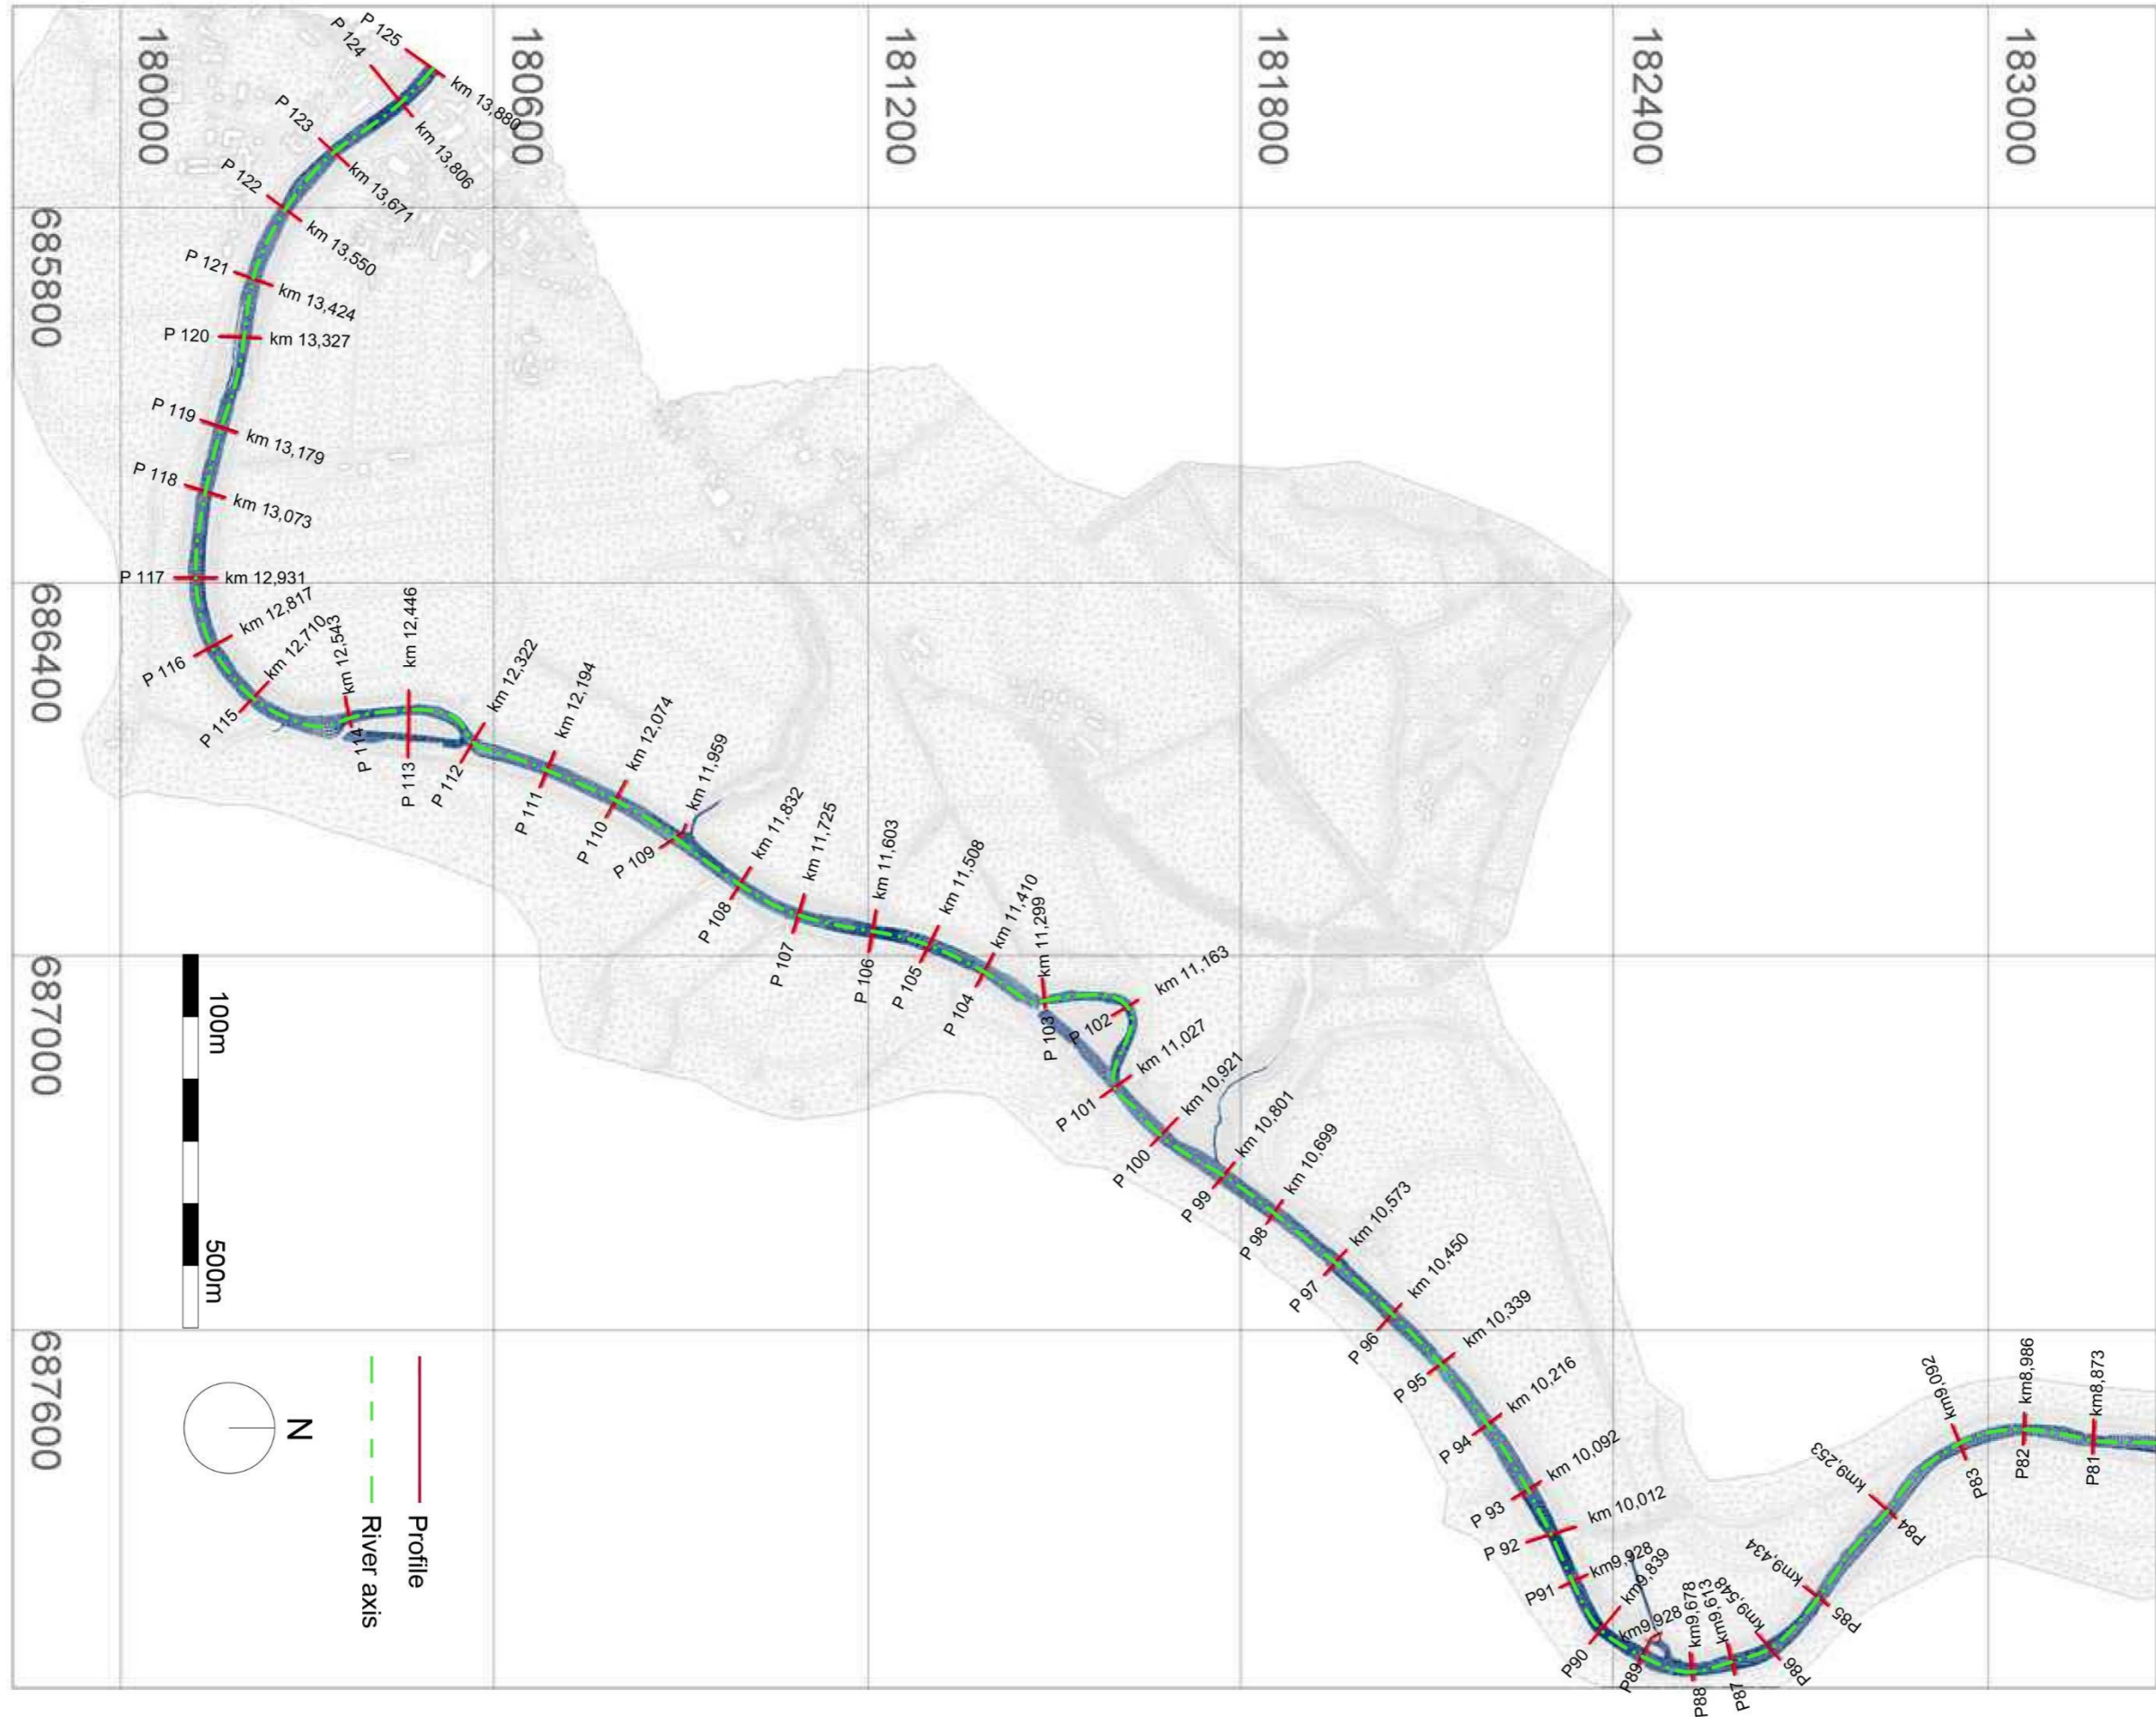 180000
180600
181200
181800
182400
183000
685800
686400
687000
687600
P 125
km 13,880
P 124
km 13,806
P 123
km 13,671
P 122
km 13,550
P 121
km 13,424
P 120
km 13,327
P 119
km 13,179
P 118
km 13,073
P 117
km 12,931
P 116
km 12,817
P 115
km 12,710
P 114
km 12,543
P 113
km 12,446
P 112
km 12,322
P 111
km 12,194
P 110
km 12,074
P 109
km 11,959
P 108
km 11,832
P 107
km 11,725
P 106
km 11,603
P 105
km 11,508
P 104
km 11,410
P 103
km 11,299
P 102
km 11,163
P 101
km 11,027
P 100
km 10,921
P 99
km 10,801
P 98
km 10,699
P 97
km 10,573
P 96
km 10,450
P 95
km 10,339
P 94
km 10,216
P 93
km 10,092
P 92
km 10,012
P91
km9,928
P90
km9,839
P89
km9,928
P88
km9,678
P87
km9,613
P86
km9,548
P85
km9,434
P84
km9,253
P83
km9,092
P82
km8,986
P81
km8,873
100m
500m
N
Profile
River axis